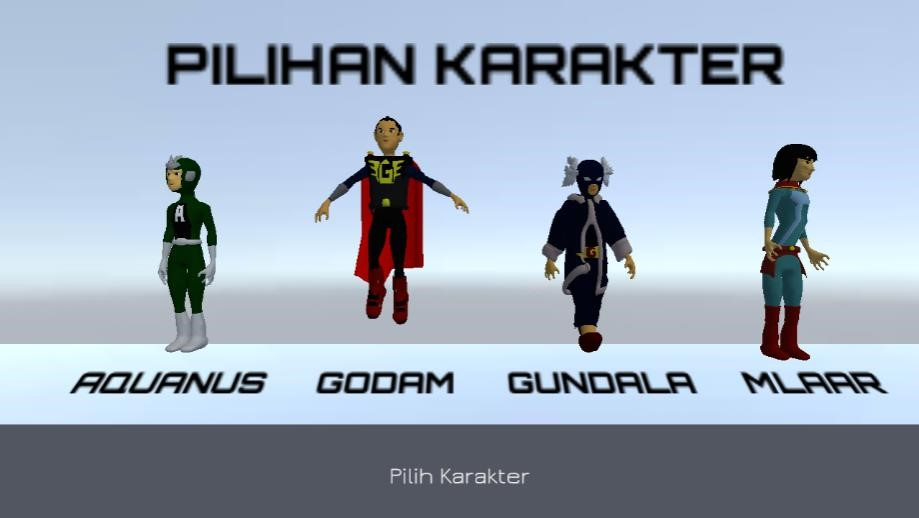 PILIHAN KARAKTER
A
G
G
AQUANUS GODAM GUNDALA MLAAR
Pilih Karakter